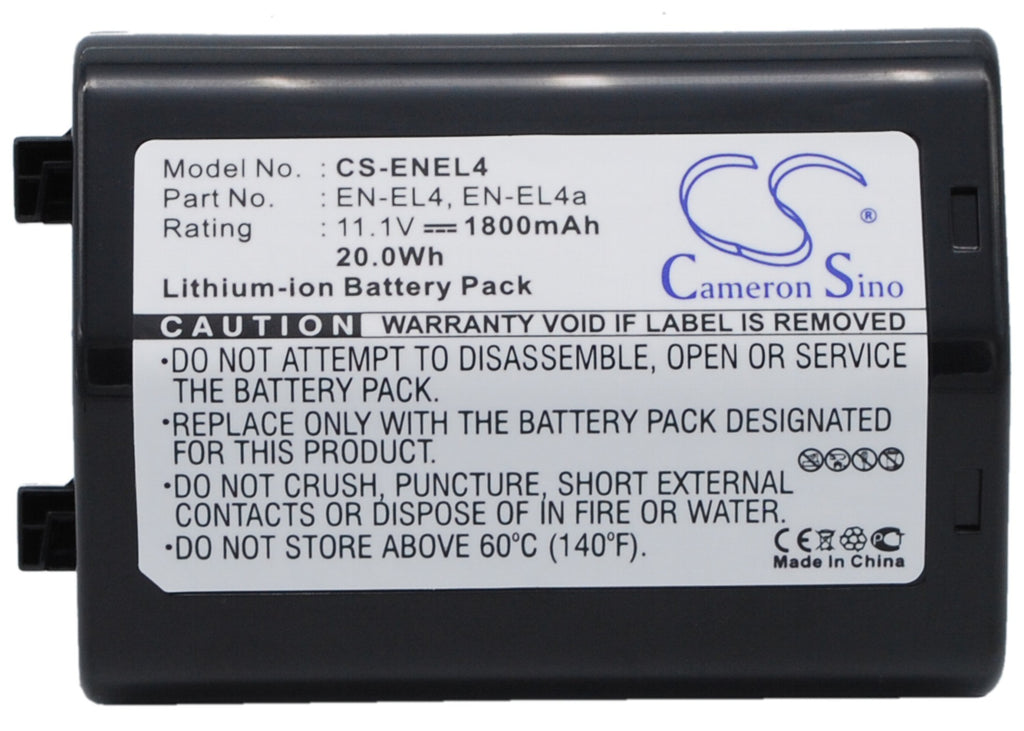 Model No. : CS-ENEL4
Part No. : EN-EL4, EN-EL4a
Rating : 11.1V 1800mAh
20.0Wh
Lithium-ion Battery Pack
CS ®
Cameron Sino
CAUTION WARRANTY VOID IF LABEL IS REMOVED
•DO NOT ATTEMPT TO DISASSEMBLE, OPEN OR SERVICE
THE BATTERY PACK.
•REPLACE ONLY WITH THE BATTERY PACK DESIGNATED
FOR THIS PRODUCT.
•DO NOT CRUSH, PUNCTURE, SHORT EXTERNAL
CONTACTS OR DISPOSE OF IN FIRE OR WATER.
•DO NOT STORE ABOVE 60°C (140°F).
CE
Made In China